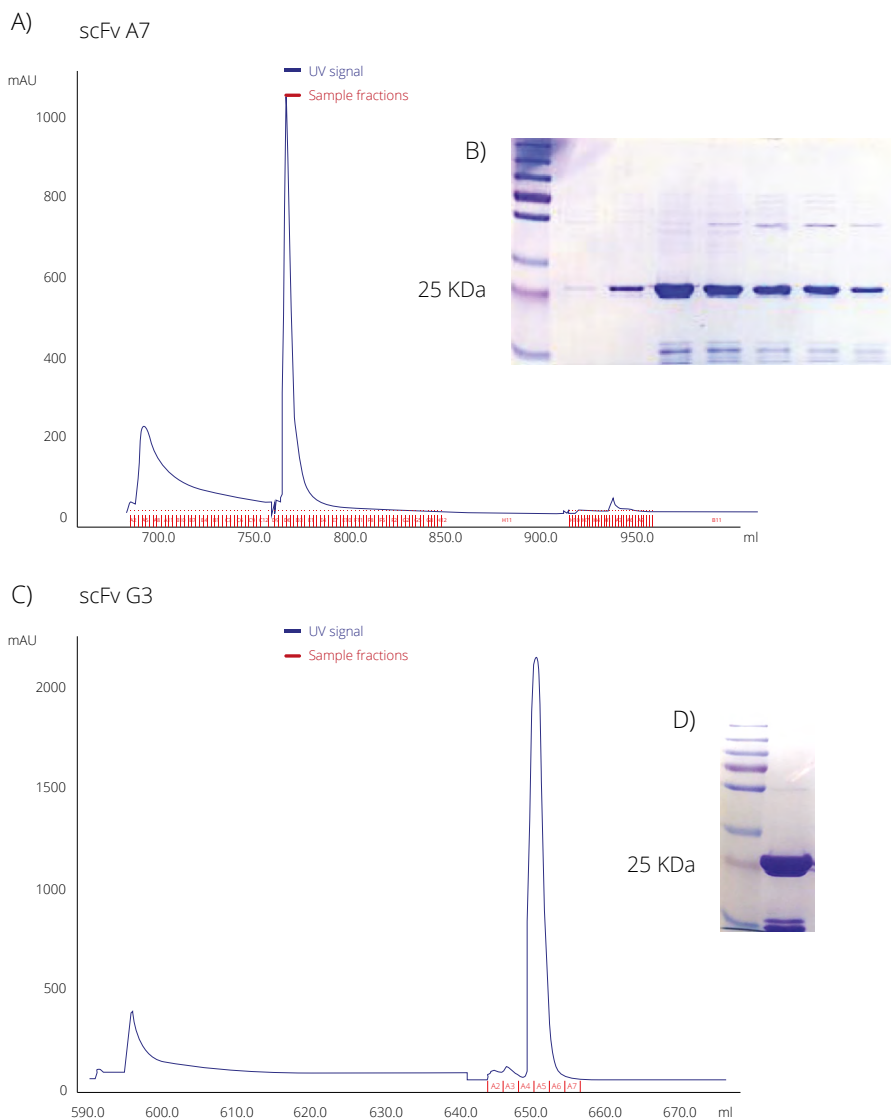 A)
scFv A7
mAU
UV signal
Sample fractions
1000
800
600
400
200
0
700.0 750.0 800.0 850.0 900.0 950.0 ml
H11
B11
B)
25 KDa
C)
scFv G3
mAU
UV signal
Sample fractions
2000
1500
1000
500
0
A2 A3 A4 A5 A6 A7
590.0 600.0 610.0 620.0 630.0 640.0 650.0 660.0 670.0 ml
D)
25 KDa